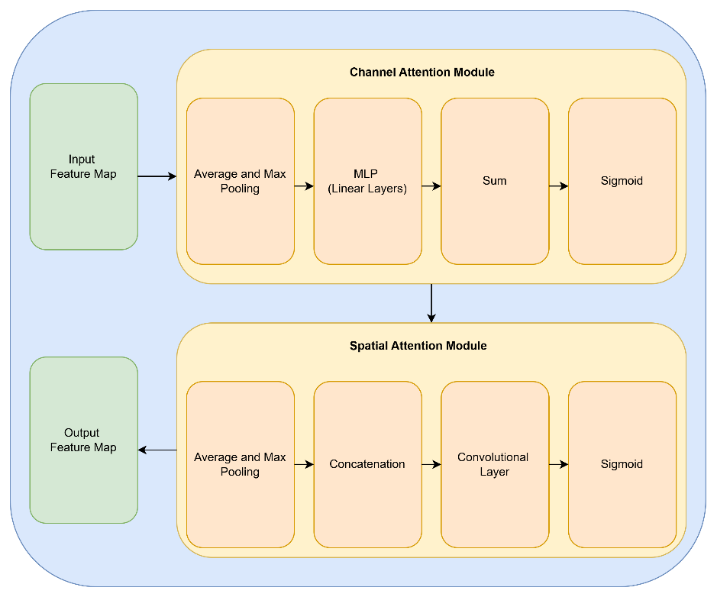 Channel Attention Module
Input
Feature Map
Average and Max
Pooling
MLP
(Linear Layers)
Sum
Sigmoid
Spatial Attention Module
Output
Feature Map
Average and Max
Pooling
Concatenation
Convolutional
Layer
Sigmoid